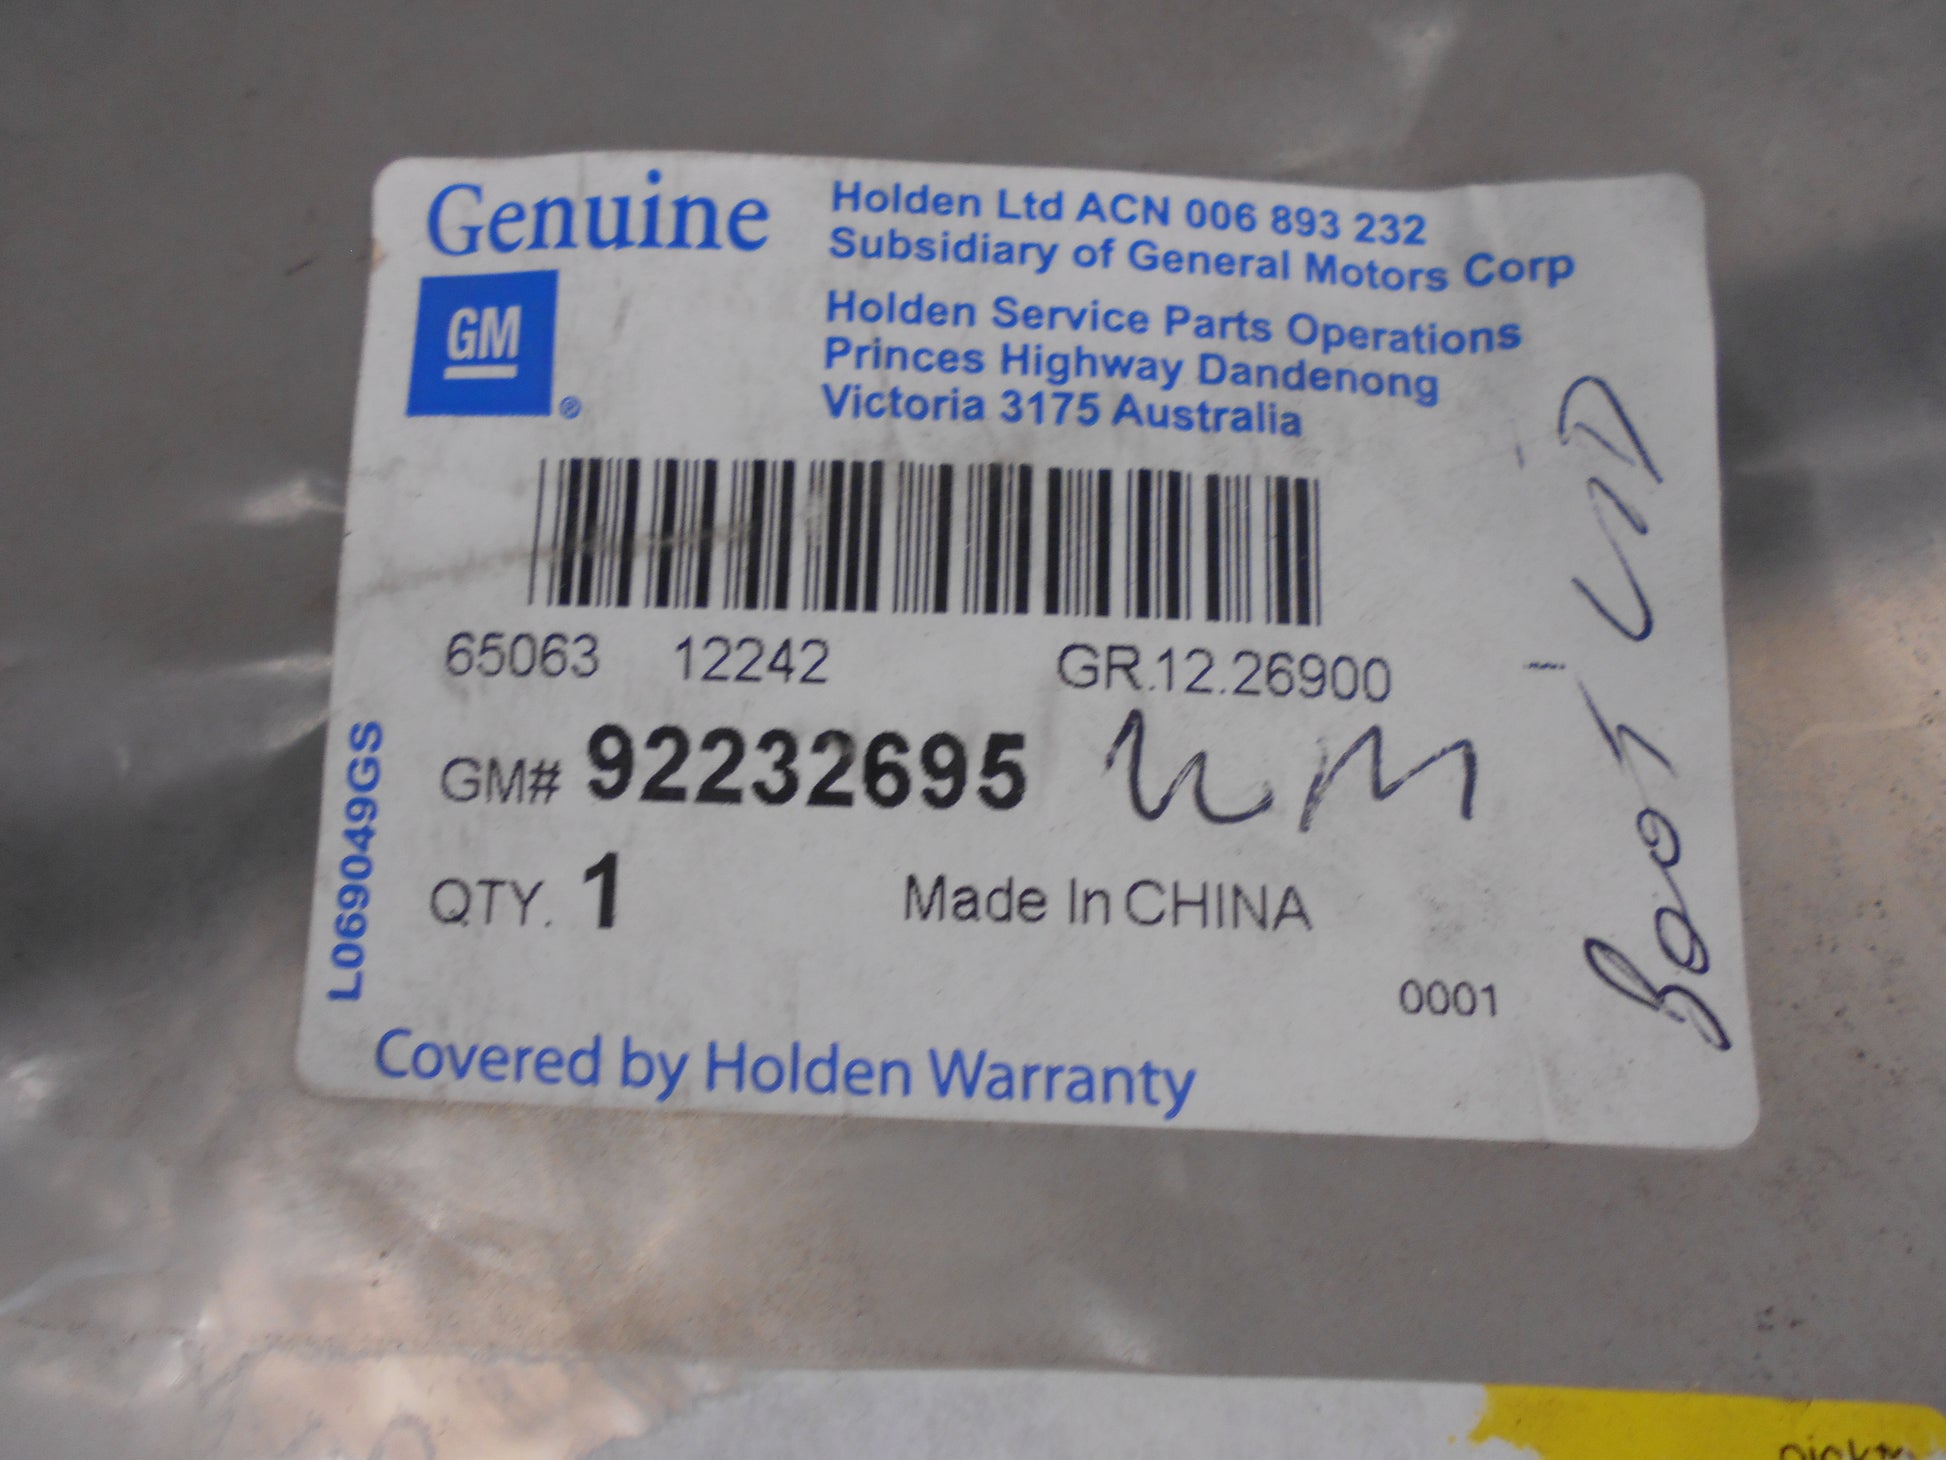 Genuine
GM
®
Holden Ltd ACN 006 893 232
Subsidiary of General Motors Corp
Holden Service Parts Operations
Princes Highway Dandenong
Victoria 3175 Australia
65063 12242 GR.12.26900
GM# 92232695
QTY. 1 Made In CHINA
0001
Covered by Holden Warranty
L069049GS
Boot LID